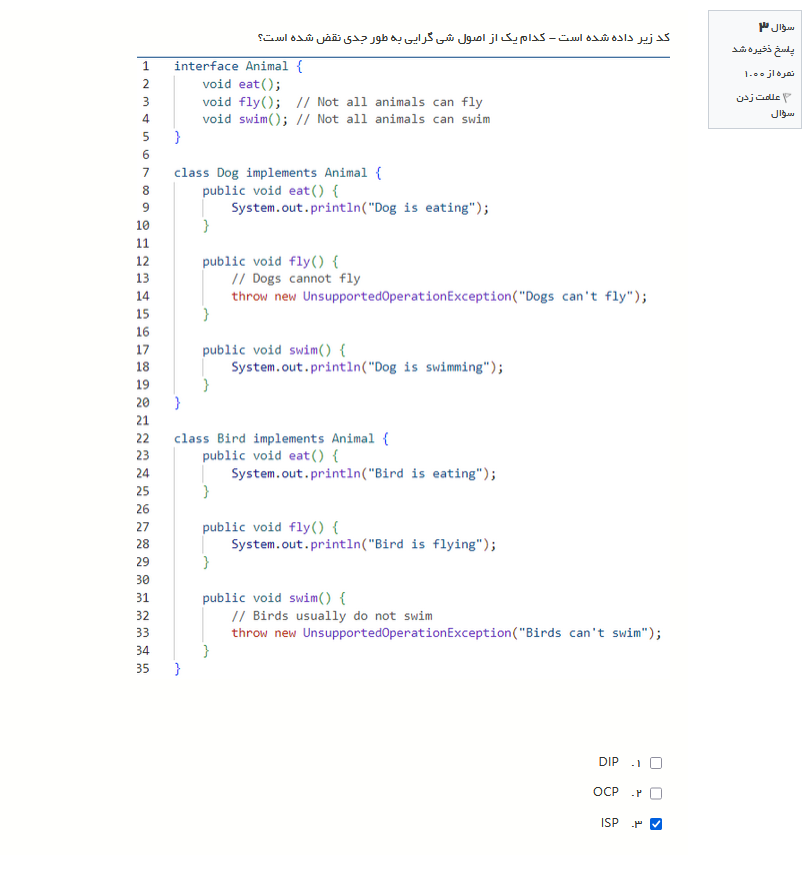 سؤال ۳
پاسخ ذخیره شد
نمره از ۱.۰۰
علامت زدن
سؤال
کد زیر داده شده است – کدام یک از اصول شی گرایی به طور جدی نقض شده است؟
1 interface Animal {
2 void eat();
3 void fly(); // Not all animals can fly
4 void swim(); // Not all animals can swim
5 }
6
7 class Dog implements Animal {
8 public void eat() {
9 System.out.println("Dog is eating");
10 }
11
12 public void fly() {
13 // Dogs cannot fly
14 throw new UnsupportedOperationException("Dogs can't fly");
15 }
16
17 public void swim() {
18 System.out.println("Dog is swimming");
19 }
20 }
21
22 class Bird implements Animal {
23 public void eat() {
24 System.out.println("Bird is eating");
25 }
26
27 public void fly() {
28 System.out.println("Bird is flying");
29 }
30
31 public void swim() {
32 // Birds usually do not swim
33 throw new UnsupportedOperationException("Birds can't swim");
34 }
35 }
۱. DIP
۲. OCP
۳. ISP